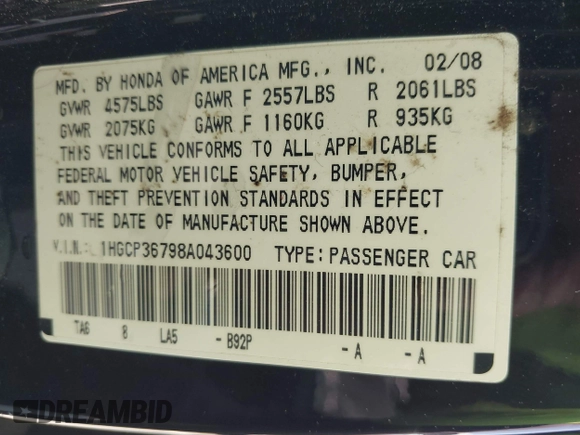 MFD. BY HONDA OF AMERICA MFG., INC. 02/08
GVWR 4575LBS GAWR F 2557LBS R 2061LBS
GVWR 2075KG GAWR F 1160KG R 935KG
THIS VEHICLE CONFORMS TO ALL APPLICABLE
FEDERAL MOTOR VEHICLE SAFETY, BUMPER,
AND THEFT PREVENTION STANDARDS IN EFFECT
ON THE DATE OF MANUFACTURE SHOWN ABOVE.
V.I.N.: 1HGCP36798A043600 TYPE: PASSENGER CAR
TA6 8 LA5 - B92P - A - A
DREAMBID